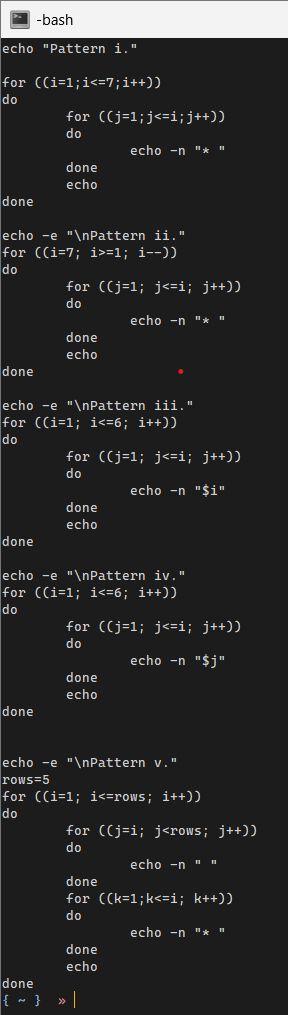 -bash
echo "Pattern i."
for ((i=1;i<=7;i++))
do
for ((j=1;j<=i;j++))
do
echo -n "* "
done
echo
done
echo -e "\nPattern ii."
for ((i=7; i>=1; i--))
do
for ((j=1; j<=i; j++))
do
echo -n "* "
done
echo
done
echo -e "\nPattern iii."
for ((i=1; i<=6; i++))
do
for ((j=1; j<=i; j++))
do
echo -n "$i"
done
echo
done
echo -e "\nPattern iv."
for ((i=1; i<=6; i++))
do
for ((j=1; j<=i; j++))
do
echo -n "$j"
done
echo
done
echo -e "\nPattern v."
rows=5
for ((i=1; i<=rows; i++))
do
for ((j=i; j<rows; j++))
do
echo -n " "
done
for ((k=1;k<=i; k++))
do
echo -n "* "
done
echo
done
{ ~ } »